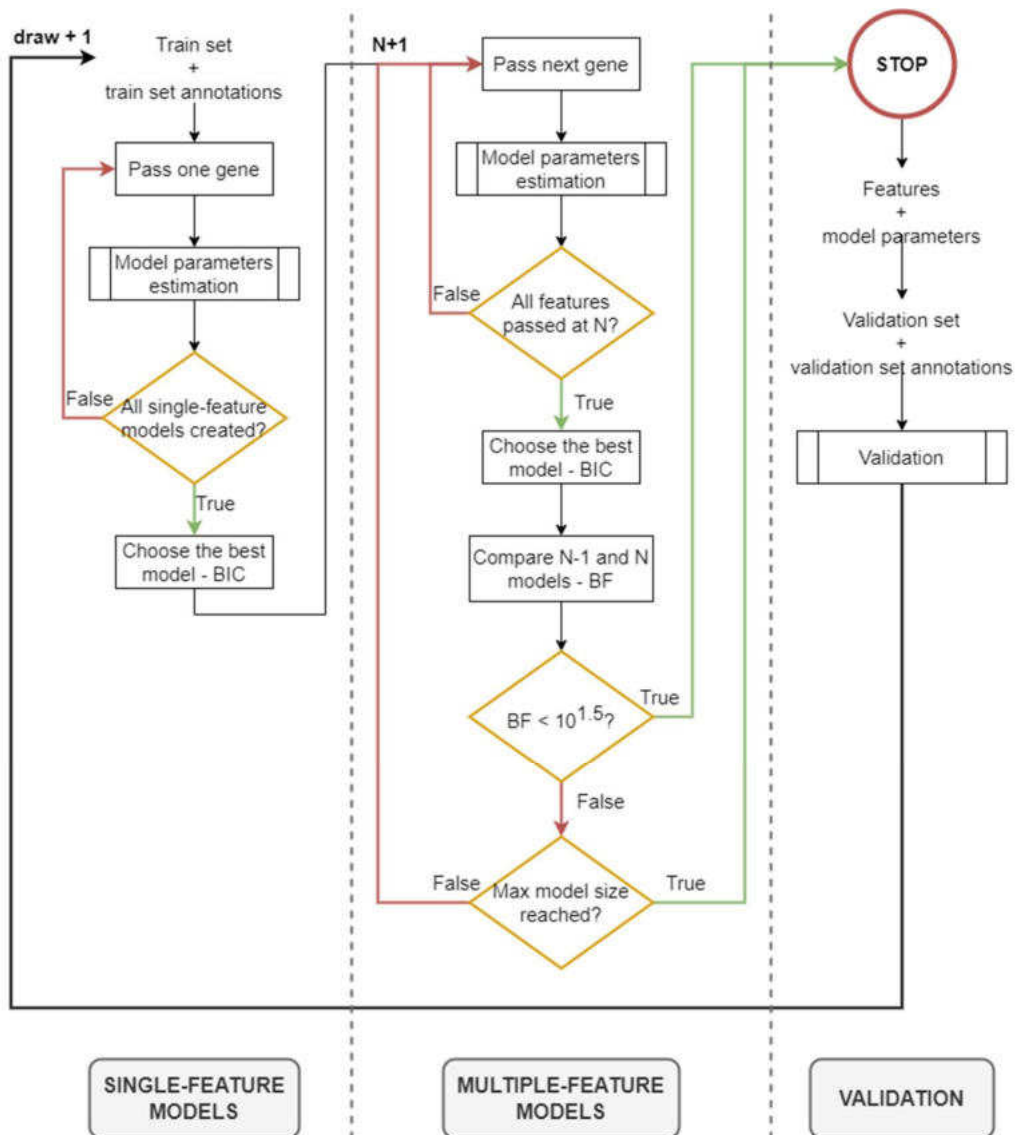 draw + 1
Train set
+
train set annotations
Pass one gene
Model parameters
estimation
False
All single-feature
models created?
True
Choose the best
model - BIC
N+1
Pass next gene
Model parameters
estimation
False
All features
passed at N?
True
Choose the best
model - BIC
Compare N-1 and N
models - BF
True
BF < 10^1.5?
False
False
Max model size
reached?
True
STOP
Features
+
model parameters
Validation set
+
validation set annotations
Validation
SINGLE-FEATURE
MODELS
MULTIPLE-FEATURE
MODELS
VALIDATION